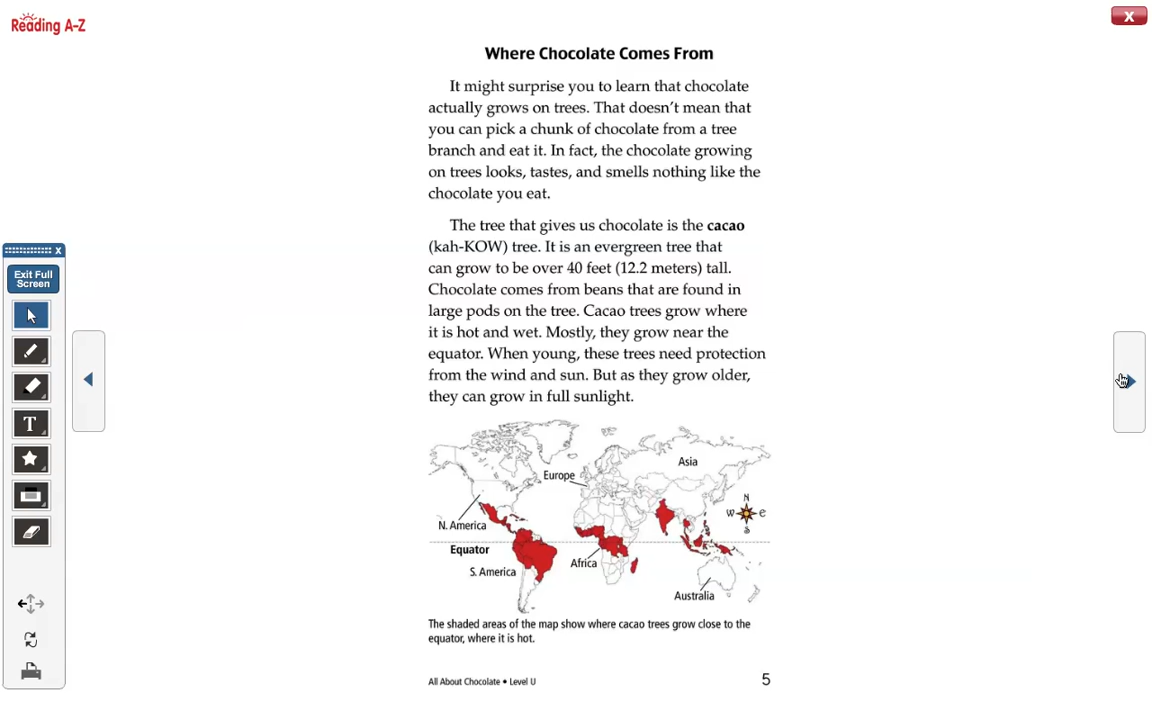 Reading A-Z
X
Where Chocolate Comes From
It might surprise you to learn that chocolate
actually grows on trees. That doesn't mean that
you can pick a chunk of chocolate from a tree
branch and eat it. In fact, the chocolate growing
on trees looks, tastes, and smells nothing like the
chocolate you eat.
The tree that gives us chocolate is the cacao
(kah-KOW) tree. It is an evergreen tree that
can grow to be over 40 feet (12.2 meters) tall.
Chocolate comes from beans that are found in
large pods on the tree. Cacao trees grow where
it is hot and wet. Mostly, they grow near the
equator. When young, these trees need protection
from the wind and sun. But as they grow older,
they can grow in full sunlight.
X
Exit Full
Screen
T
Asia
Europe
N
W e
S
N. America
Equator
Africa
S. America
Australia
The shaded areas of the map show where cacao trees grow close to the
equator, where it is hot.
All About Chocolate • Level U
5